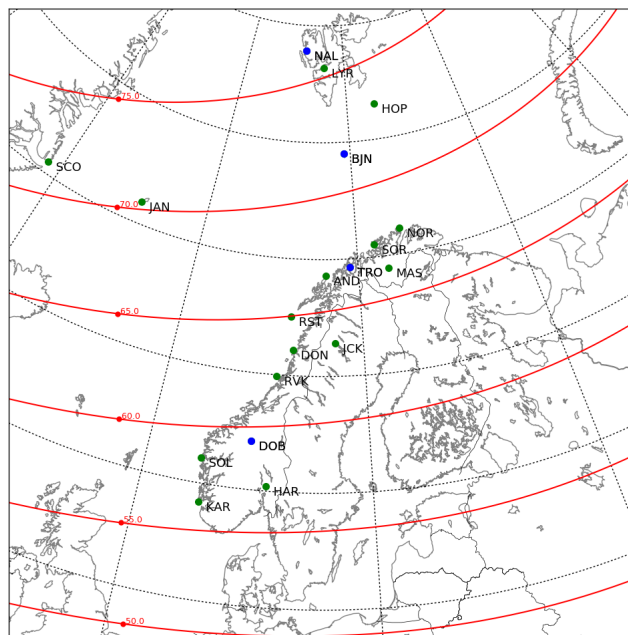 NAL
LYR
75.0
HOP
BJN
SCO
70.0
JAN
NOR
SOR
TRO
MAS
AND
65.0
RST
JCK
DON
RVK
60.0
DOB
SOL
HAR
KAR
55.0
50.0